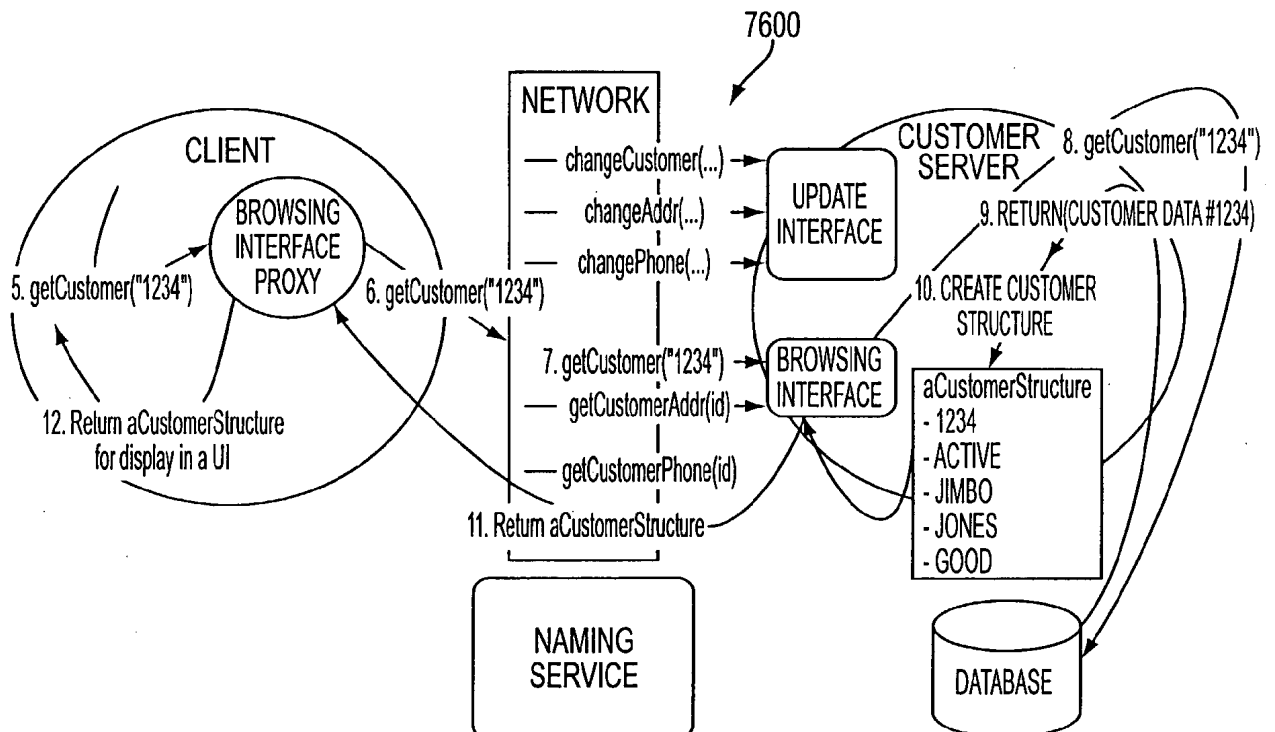 7600
NETWORK
CLIENT
BROWSING
INTERFACE
PROXY
5. getCustomer("1234")
6. getCustomer("1234")
12. Return aCustomerStructure
for display in a UI
changeCustomer(...)
changeAddr(...)
changePhone(...)
7. getCustomer("1234")
getCustomerAddr(id)
getCustomerPhone(id)
11. Return aCustomerStructure
UPDATE
INTERFACE
BROWSING
INTERFACE
CUSTOMER
SERVER
8. getCustomer("1234")
9. RETURN(CUSTOMER DATA #1234)
10. CREATE CUSTOMER
STRUCTURE
aCustomerStructure
- 1234
- ACTIVE
- JIMBO
- JONES
- GOOD
NAMING
SERVICE
DATABASE